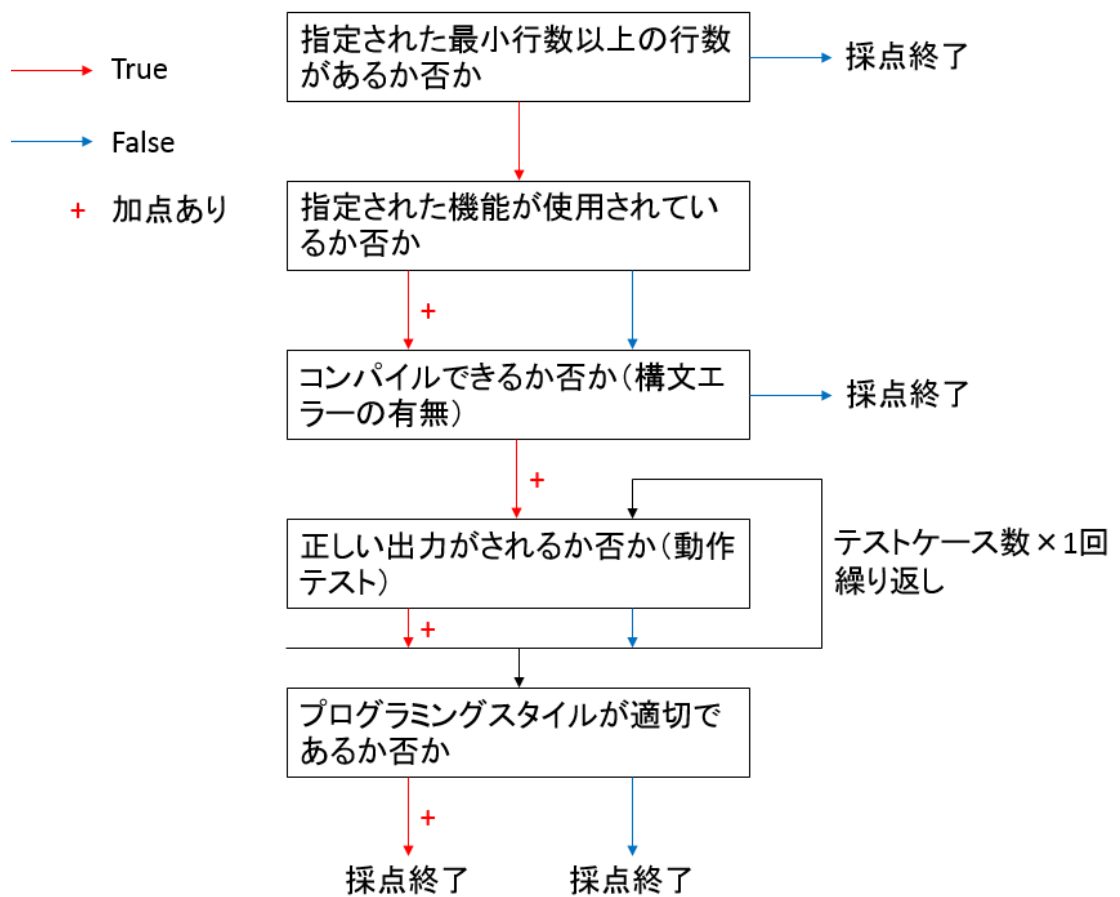 True
False
+ 加点あり
指定された最小行数以上の行数
があるか否か
採点終了
指定された機能が使用されてい
るか否か
+
コンパイルできるか否か(構文エ
ラーの有無)
採点終了
+
正しい出力がされるか否か(動作
テスト)
テストケース数×1回
繰り返し
+
プログラミングスタイルが適切で
あるか否か
+
採点終了
採点終了